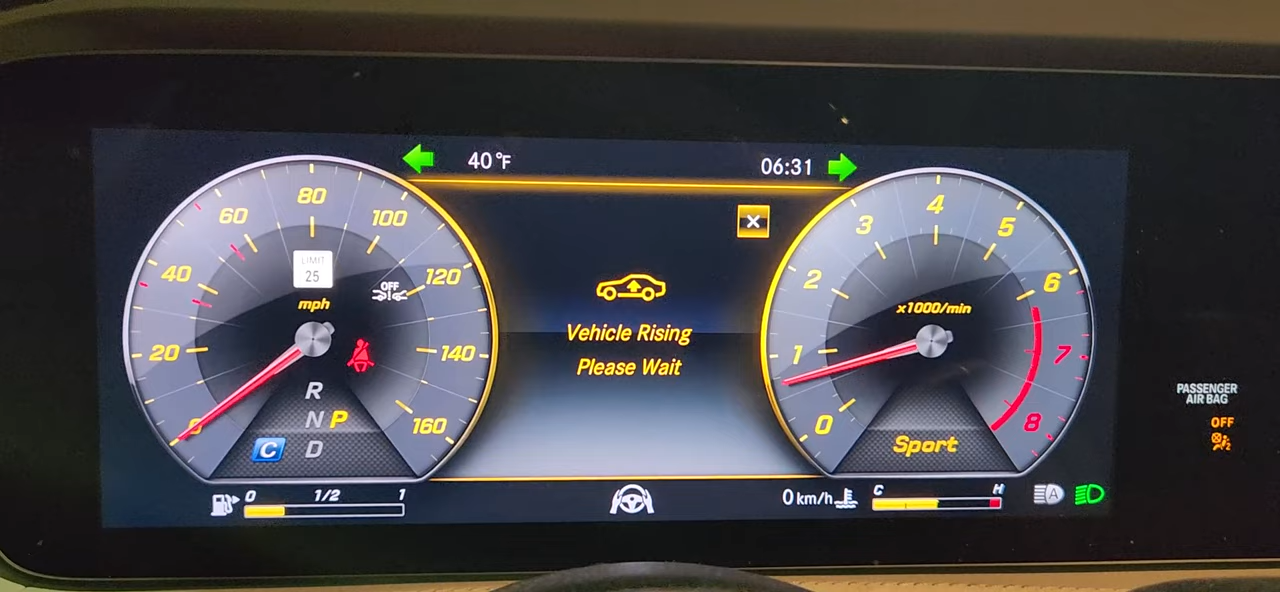 40°F
06:31
20
40
60
80
100
120
140
160
0
LIMIT
25
mph
OFF
R
N P
D
C
Vehicle Rising
Please Wait
0
1
2
3
4
5
6
7
8
x1000/min
Sport
0 1/2 1
0 km/h
C H
A
PASSENGER
AIR BAG
OFF
2